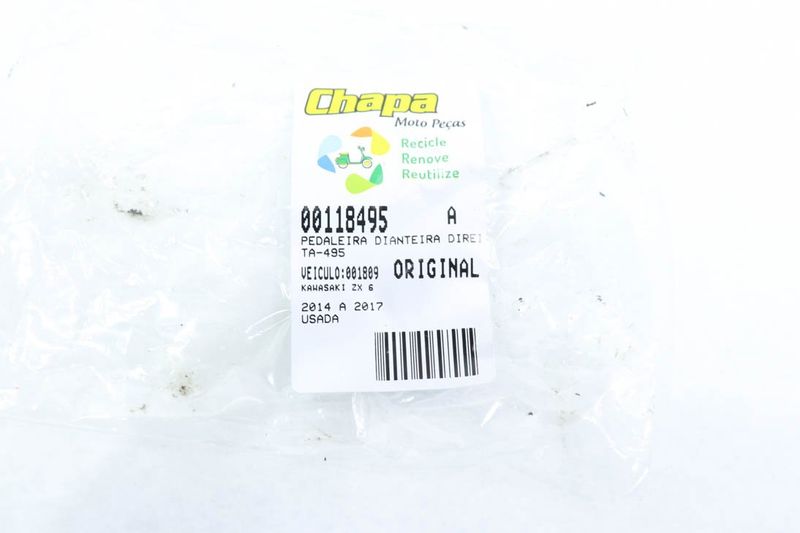 Chapa
Moto Peças
Recicle
Renove
Reutilize
00118495 A
PEDALEIRA DIANTEIRA DIREI
TA-495
VEICULO:001809 ORIGINAL
KAWASAKI ZX 6
2014 A 2017
USADA